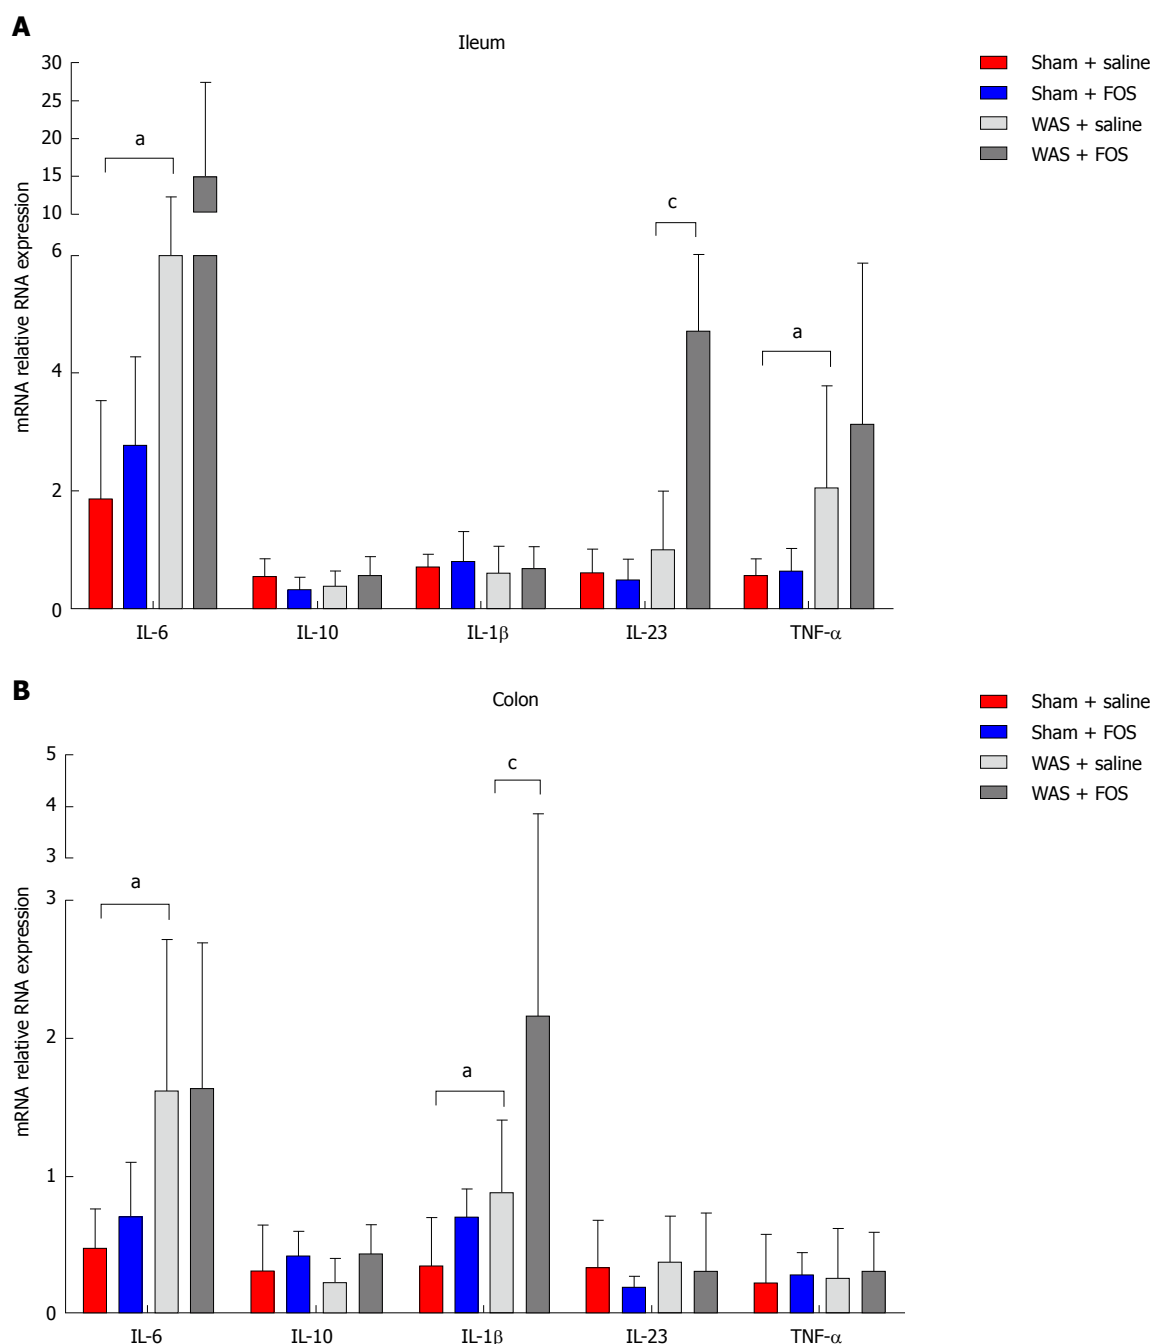 A
Ileum
Sham + saline
Sham + FOS
WAS + saline
WAS + FOS
mRNA relative RNA expression
30
25
20
15
10
6
4
2
0
a
c
a
IL-6
IL-10
IL-1β
IL-23
TNF-α
B
Colon
Sham + saline
Sham + FOS
WAS + saline
WAS + FOS
mRNA relative RNA expression
5
4
3
3
2
1
0
a
a
c
IL-6
IL-10
IL-1β
IL-23
TNF-α